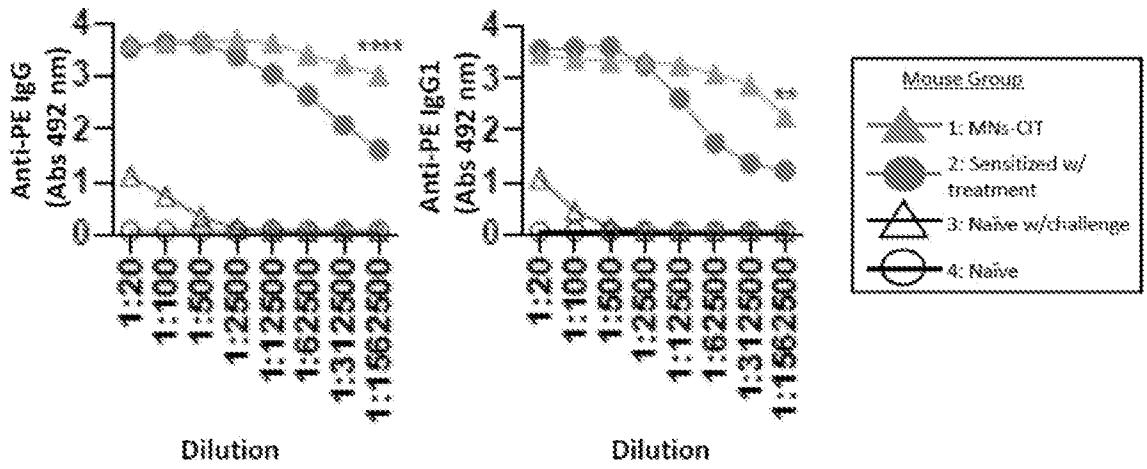 Anti-PE IgG
(Abs 492 nm)
4
3
2
1
0
****
1:20
1:100
1:500
1:2500
1:12500
1:62500
1:312500
1:1562500
Dilution
Anti-PE IgG1
(Abs 492 nm)
4
3
2
1
0
**
1:20
1:100
1:500
1:2500
1:12500
1:62500
1:312500
1:1562500
Dilution
Mouse Group
1: MNs-CIT
2: Sensitized w/
treatment
3: Naïve w/challenge
4: Naïve